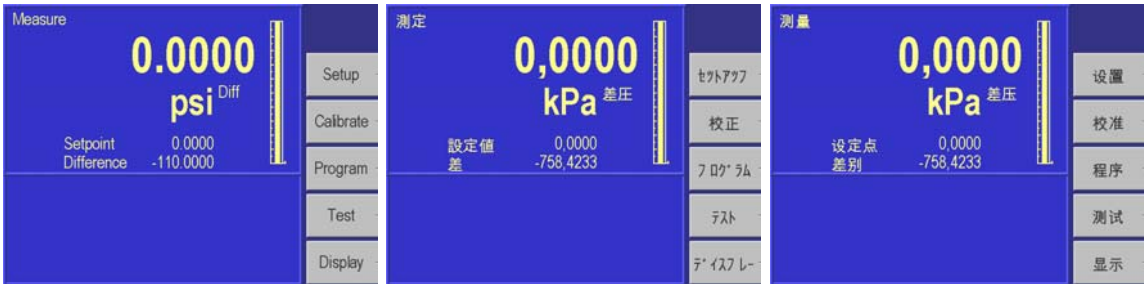 Measure
0.0000
psi Diff
Setpoint 0.0000
Difference -110.0000
Setup
Calibrate
Program
Test
Display
測定
0,0000
kPa 差圧
設定値 0,0000
差 -758,4233
ｾｯﾄｱｯﾌ
校正
ﾌﾟﾛｸﾞﾗﾑ
ﾃｽﾄ
ﾃﾞｨｽﾌﾟﾚｰ
测量
0,0000
kPa 差压
设定点 0,0000
差别 -758,4233
设置
校准
程序
测试
显示